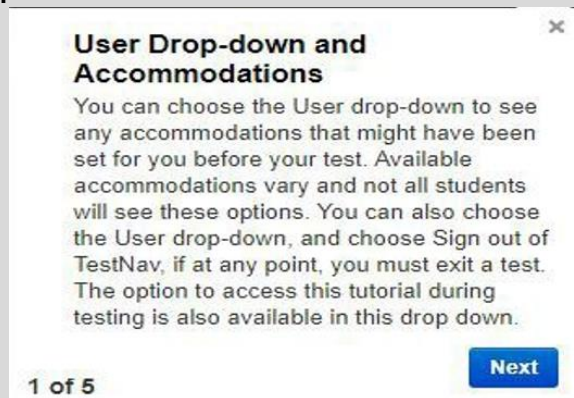 User Drop-down and
Accommodations
You can choose the User drop-down to see
any accommodations that might have been
set for you before your test. Available
accommodations vary and not all students
will see these options. You can also choose
the User drop-down, and choose Sign out of
TestNav, if at any point, you must exit a test.
The option to access this tutorial during
testing is also available in this drop down.
Next
1 of 5